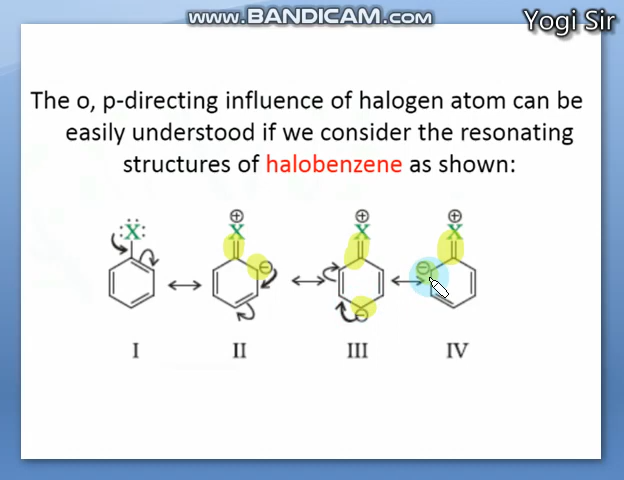 www.BANDICAM.com
Yogi Sir
The o, p-directing influence of halogen atom can be
easily understood if we consider the resonating
structures of halobenzene as shown:
⊕ ⊕ ⊕
:Ẍ: X X X
⊖ ⊖
⊖
I II III IV